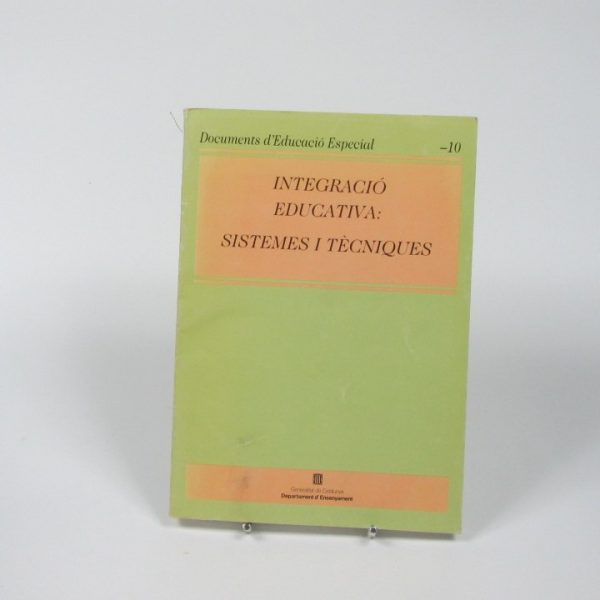 Documents d'Educació Especial –10
INTEGRACIÓ
EDUCATIVA:
SISTEMES I TÈCNIQUES
Generalitat de Catalunya
Departament d'Ensenyament